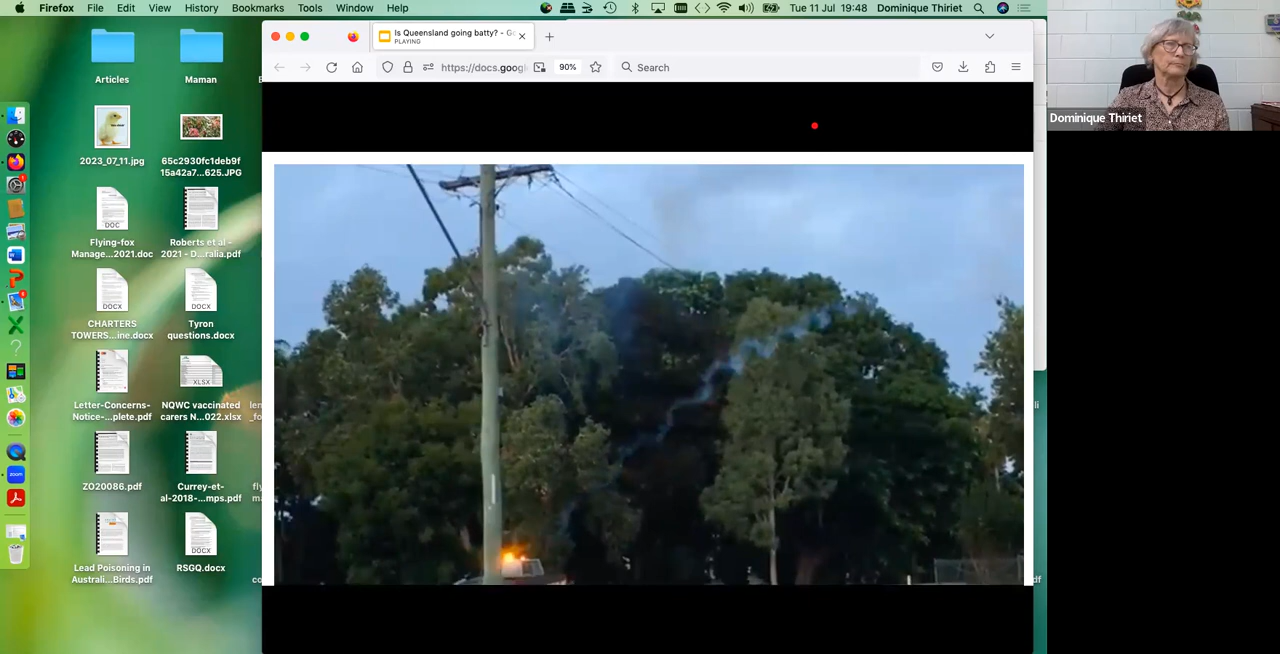 Firefox File Edit View History Bookmarks Tools Window Help
Tue 11 Jul 19:48 Dominique Thiriet
Is Queensland going batty? - Go
PLAYING
https://docs.googl
90%
Search
Dominique Thiriet
Articles
Maman
2023_07_11.jpg
65c2930fc1deb9f
15a42a7...625.JPG
DOC
Flying-fox
Manage...2021.doc
Roberts et al -
2021 - D...ralia.pdf
DOCX
CHARTERS
TOWERS...ine.docx
DOCX
Tyron
questions.docx
Letter-Concerns-
Notice-...plete.pdf
XLSX
NQWC vaccinated
carers N...022.xlsx
ZO20086.pdf
Currey-et-
al-2018-...mps.pdf
Lead Poisoning in
Australi...Birds.pdf
DOCX
RSGQ.docx
zoom